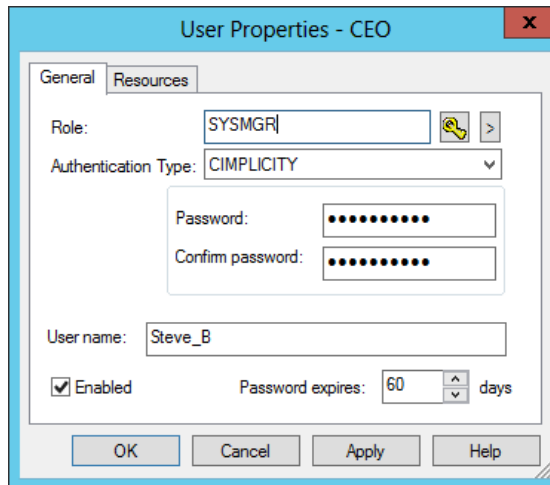 User Properties - CEO
x
General Resources
Role: SYSMGR >
Authentication Type: CIMPLICITY
Password: ●●●●●●●●●●
Confirm password: ●●●●●●●●●●
User name: Steve_B
Enabled Password expires: 60 days
OK Cancel Apply Help